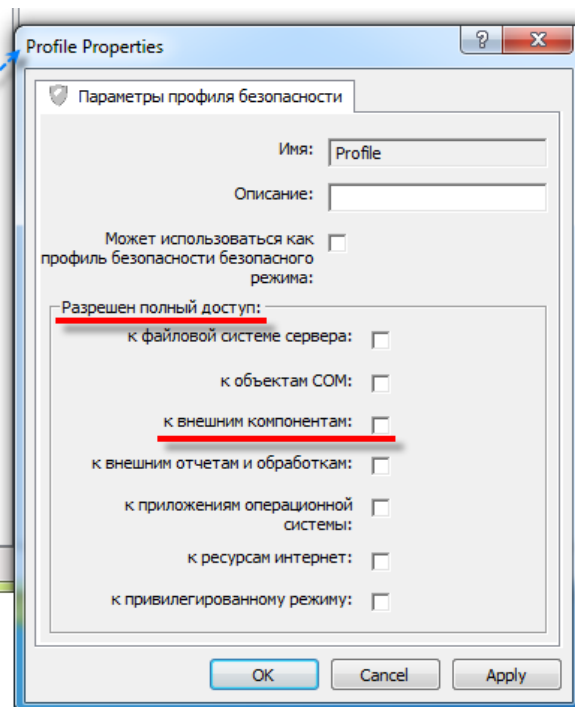 Profile Properties
?
X
Параметры профиля безопасности
Имя: Profile
Описание:
Может использоваться как
профиль безопасности безопасного
режима:
Разрешен полный доступ:
к файловой системе сервера:
к объектам COM:
к внешним компонентам:
к внешним отчетам и обработкам:
к приложениям операционной
системы:
к ресурсам интернет:
к привилегированному режиму:
OK Cancel Apply